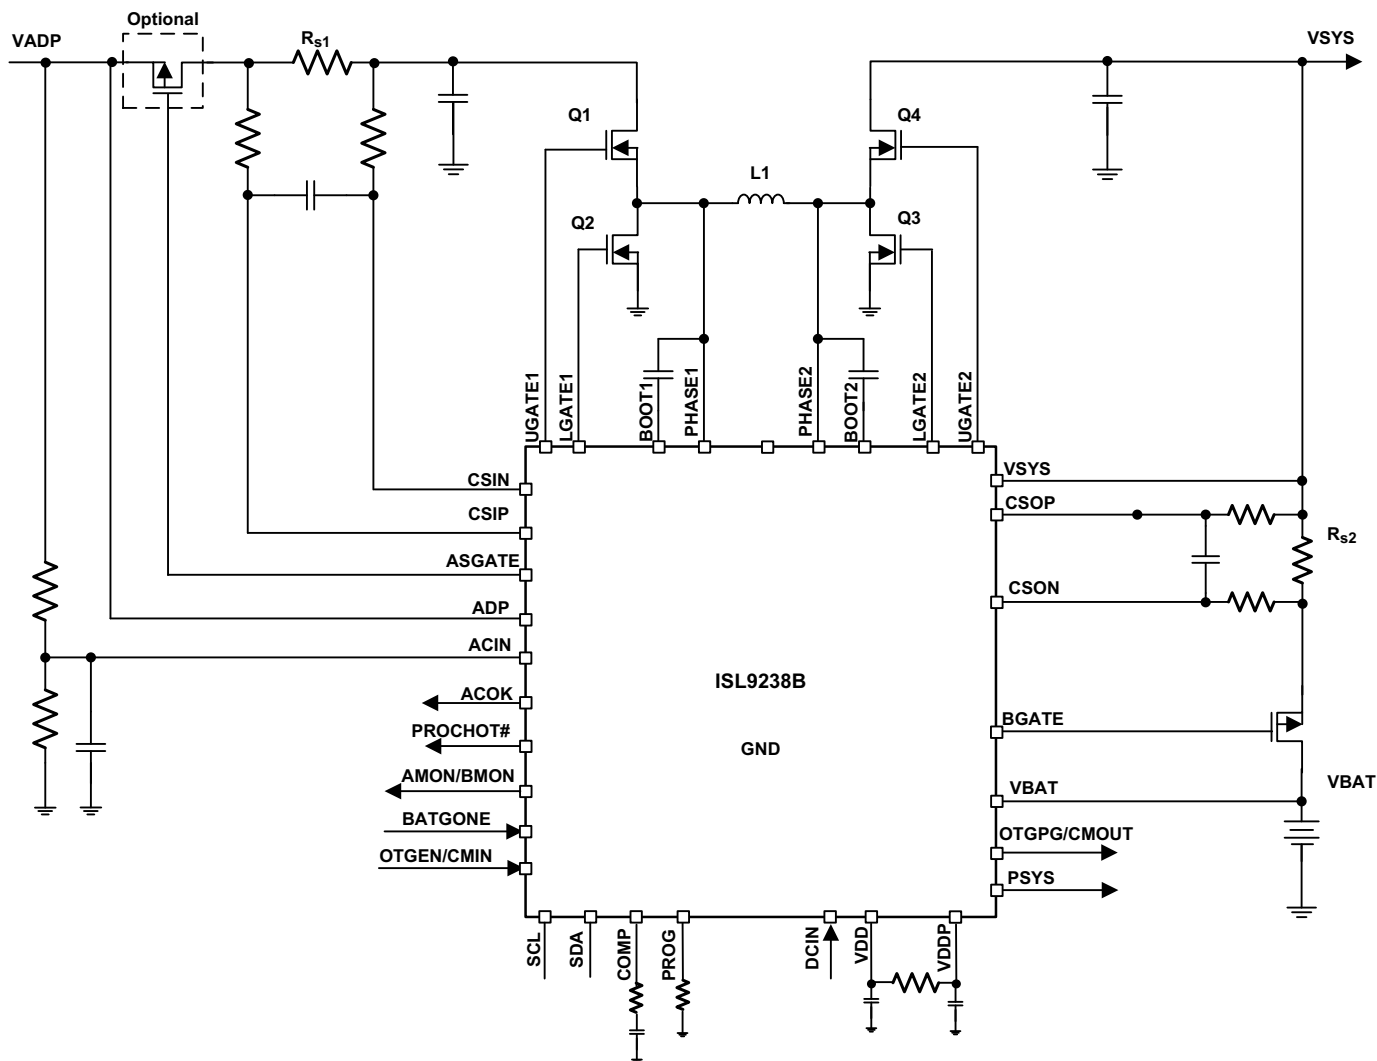 Optional
VADP
Rs1
VSYS
Q1
Q4
L1
Q2
Q3
UGATE1
LGATE1
BOOT1
PHASE1
PHASE2
BOOT2
LGATE2
UGATE2
CSIN
CSIP
ASGATE
ADP
ACIN
ACOK
PROCHOT#
AMON/BMON
BATGONE
OTGEN/CMIN
ISL9238B
GND
VSYS
CSOP
Rs2
CSON
BGATE
VBAT
VBAT
OTGPG/CMOUT
PSYS
SCL
SDA
COMP
PROG
DCIN
VDD
VDDP